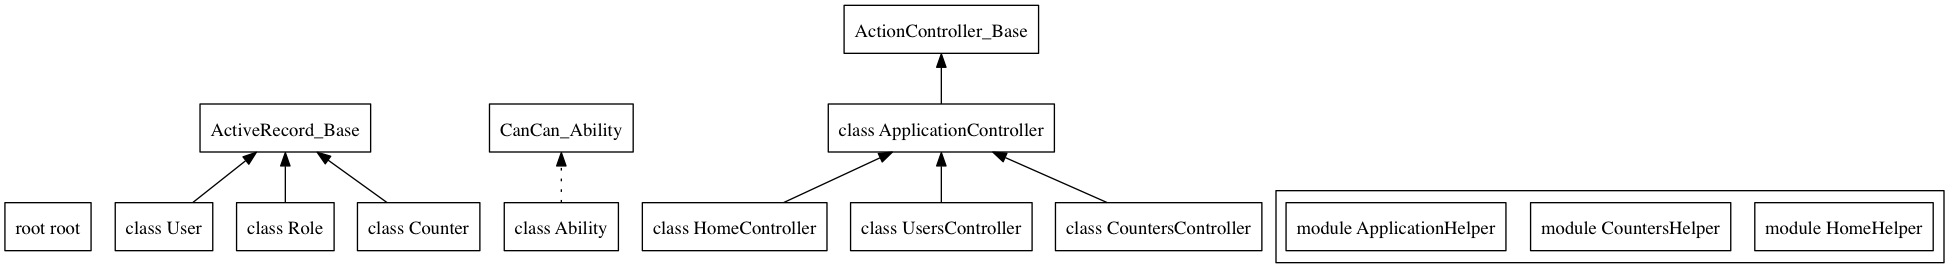 ActionController_Base
ActiveRecord_Base
CanCan_Ability
class ApplicationController
root root
class User
class Role
class Counter
class Ability
class HomeController
class UsersController
class CountersController
module ApplicationHelper
module CountersHelper
module HomeHelper